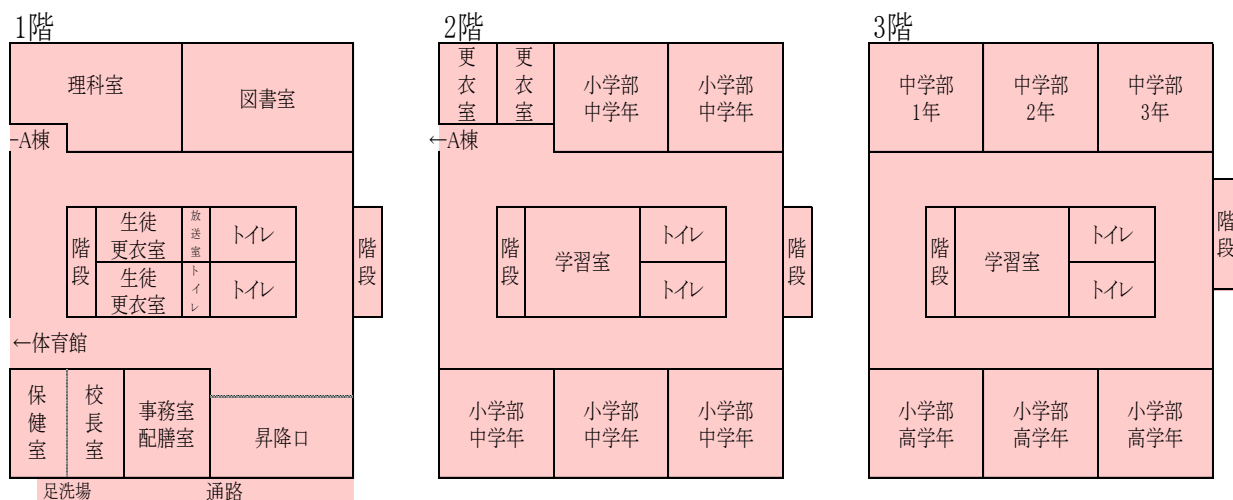 1階
理科室
図書室
←A棟
生徒
更衣室
放送室
トイレ
階段
生徒
更衣室
トイレ
トイレ
階段
←体育館
保健室
校長室
事務室
配膳室
昇降口
足洗場
通路
2階
更衣室
更衣室
小学部
中学年
小学部
中学年
←A棟
階段
学習室
トイレ
トイレ
階段
小学部
中学年
小学部
中学年
小学部
中学年
3階
中学部
1年
中学部
2年
中学部
3年
階段
学習室
トイレ
トイレ
階段
小学部
高学年
小学部
高学年
小学部
高学年